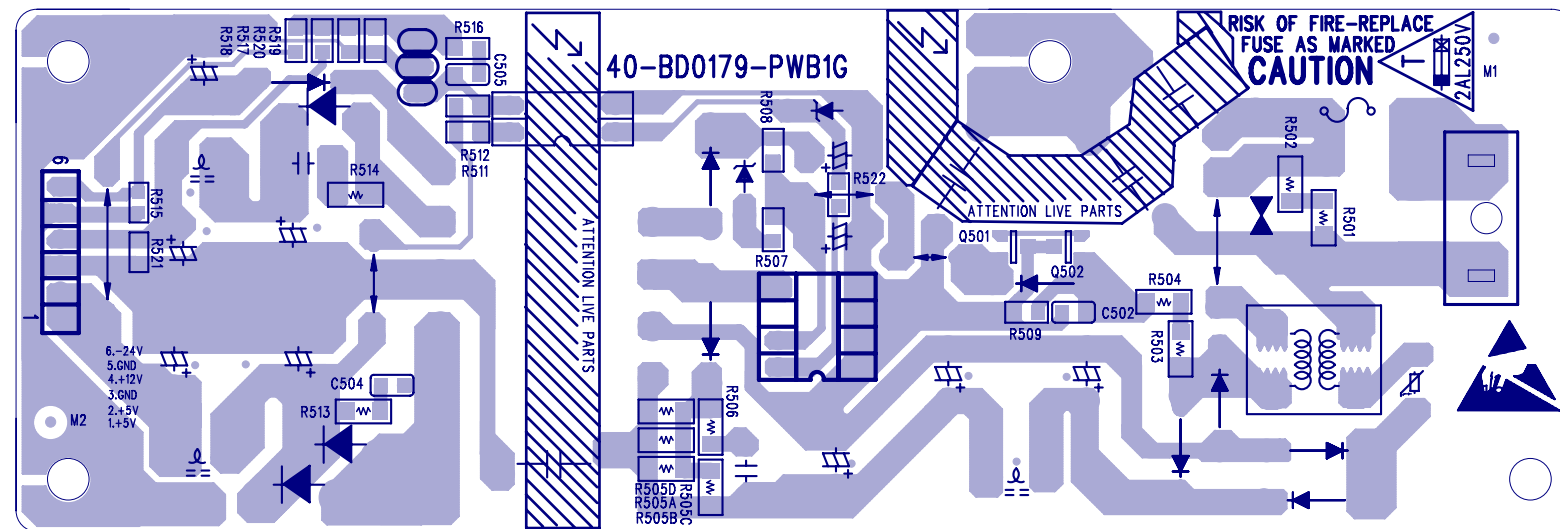 R519
R520
R517
R518
R516
C505
40-BD0179-PWB1G
RISK OF FIRE-REPLACE
FUSE AS MARKED
CAUTION
T
2AL250V
M1
R512
R511
R508
R502
R501
6
R515
R514
R522
ATTENTION LIVE PARTS
ATTENTION LIVE PARTS
R521
R507
Q501
Q502
R504
1
R509
C502
R503
6.-24V
5.GND
4.+12V
3.GND
2.+5V
1.+5V
M2
C504
R513
R506
R505D
R505A
R505B
R505C